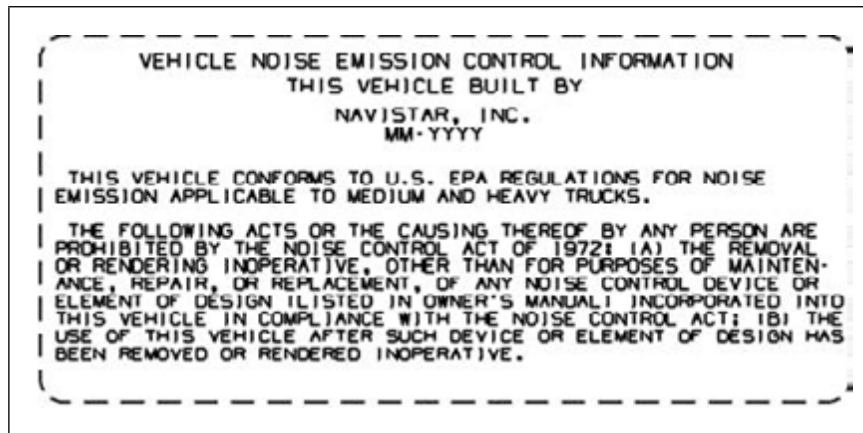 VEHICLE NOISE EMISSION CONTROL INFORMATION
THIS VEHICLE BUILT BY
NAVISTAR, INC.
MM-YYYY
THIS VEHICLE CONFORMS TO U.S. EPA REGULATIONS FOR NOISE
EMISSION APPLICABLE TO MEDIUM AND HEAVY TRUCKS.
THE FOLLOWING ACTS OR THE CAUSING THEREOF BY ANY PERSON ARE
PROHIBITED BY THE NOISE CONTROL ACT OF 1972: (A) THE REMOVAL
OR RENDERING INOPERATIVE, OTHER THAN FOR PURPOSES OF MAINTEN-
ANCE, REPAIR, OR REPLACEMENT, OF ANY NOISE CONTROL DEVICE OR
ELEMENT OF DESIGN (LISTED IN OWNER'S MANUAL) INCORPORATED INTO
THIS VEHICLE IN COMPLIANCE WITH THE NOISE CONTROL ACT; (B) THE
USE OF THIS VEHICLE AFTER SUCH DEVICE OR ELEMENT OF DESIGN HAS
BEEN REMOVED OR RENDERED INOPERATIVE.